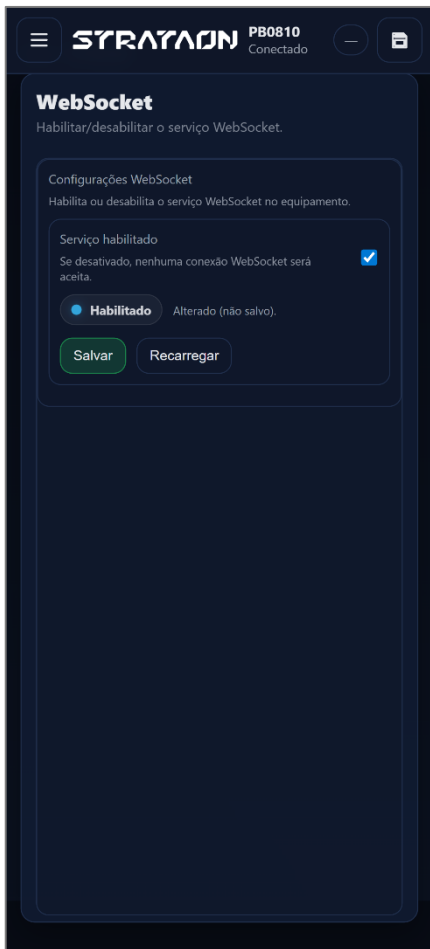 STRATAON
PB0810
Conectado
—
WebSocket
Habilitar/desabilitar o serviço WebSocket.
Configurações WebSocket
Habilita ou desabilita o serviço WebSocket no equipamento.
Serviço habilitado
Se desativado, nenhuma conexão WebSocket será
aceita.
Habilitado Alterado (não salvo).
Salvar Recarregar